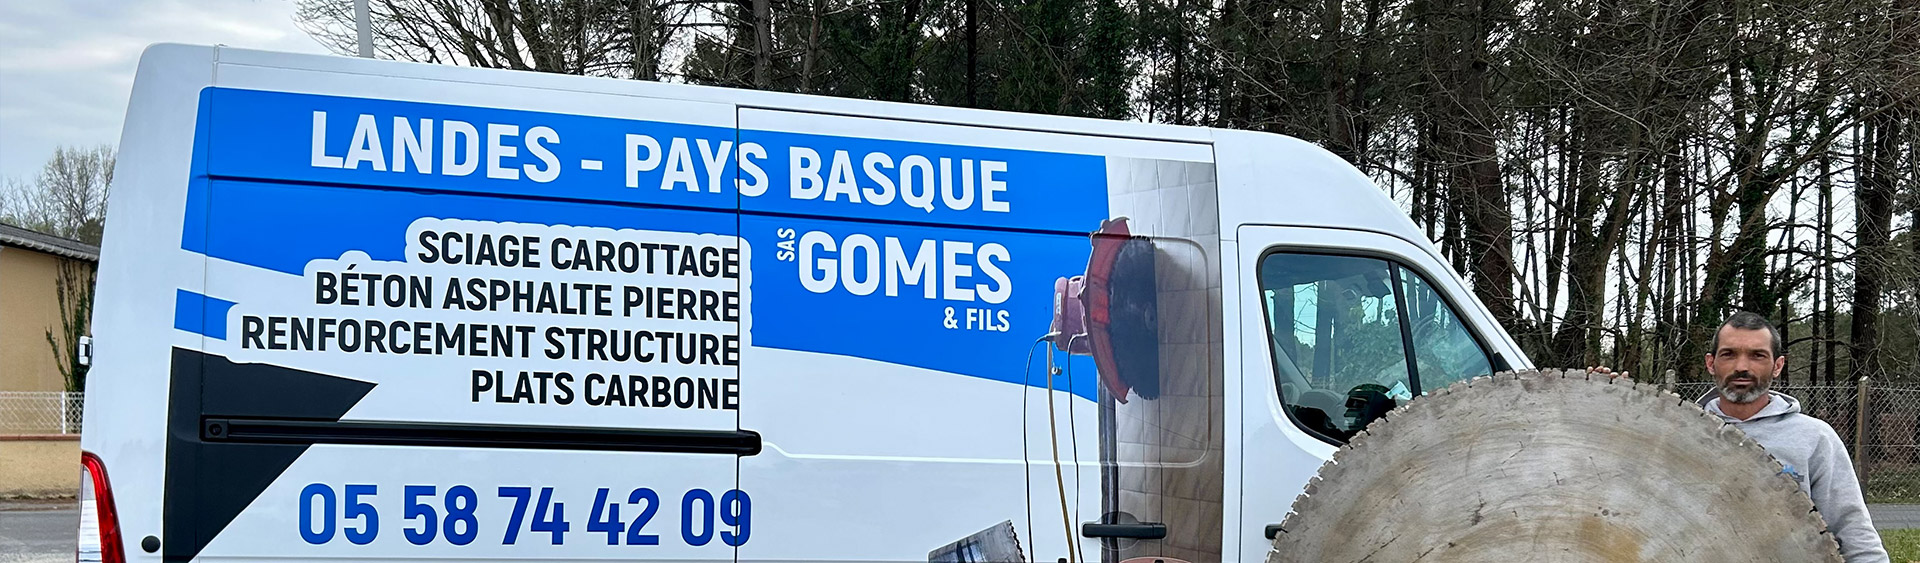 LANDES - PAYS BASQUE
SCIAGE CAROTTAGE
BÉTON ASPHALTE PIERRE
RENFORCEMENT STRUCTURE
PLATS CARBONE
SAS
GOMES
& FILS
05 58 74 42 09